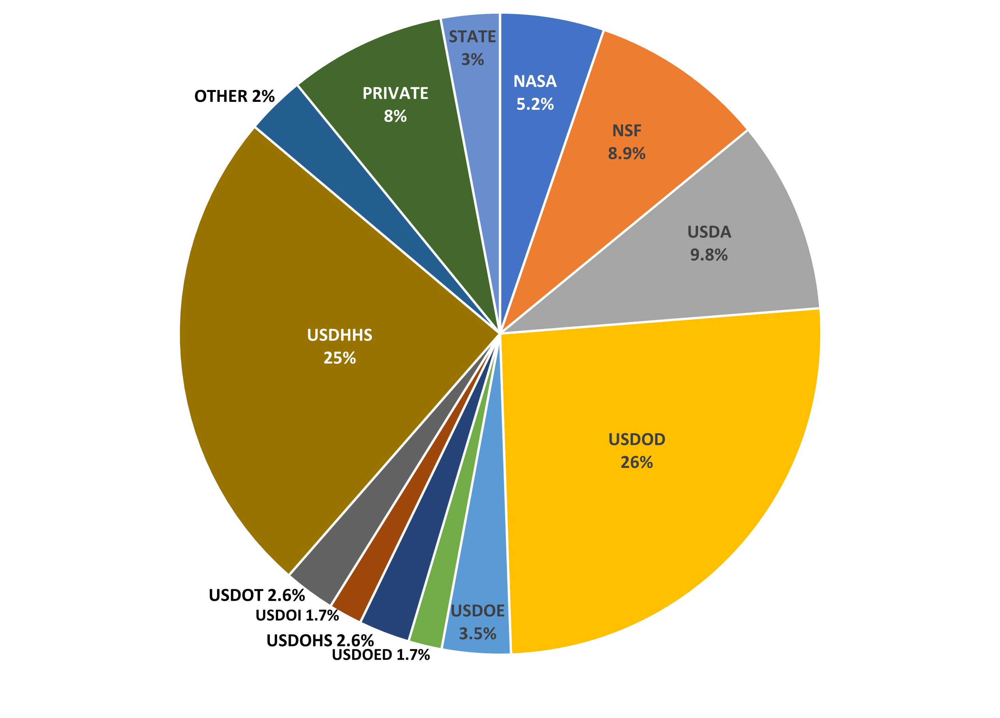 STATE
3%
NASA
5.2%
PRIVATE
8%
OTHER 2%
NSF
8.9%
USDA
9.8%
USDHHS
25%
USDOD
26%
USDOT 2.6%
USDOI 1.7%
USDOE
3.5%
USDOHS 2.6%
USDOED 1.7%